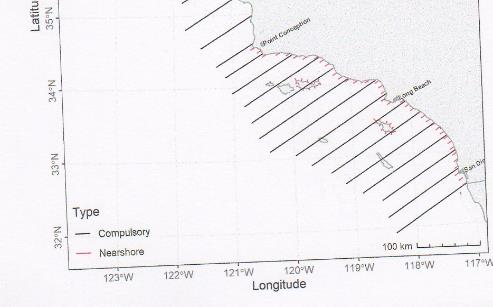 35°N
Latitu
Point Conception
34°N
Long Beach
33°N
San Di
Type
Compulsory
Nearshore
32°N
100 km
123°W 122°W 121°W 120°W 119°W 118°W 117°W
Longitude